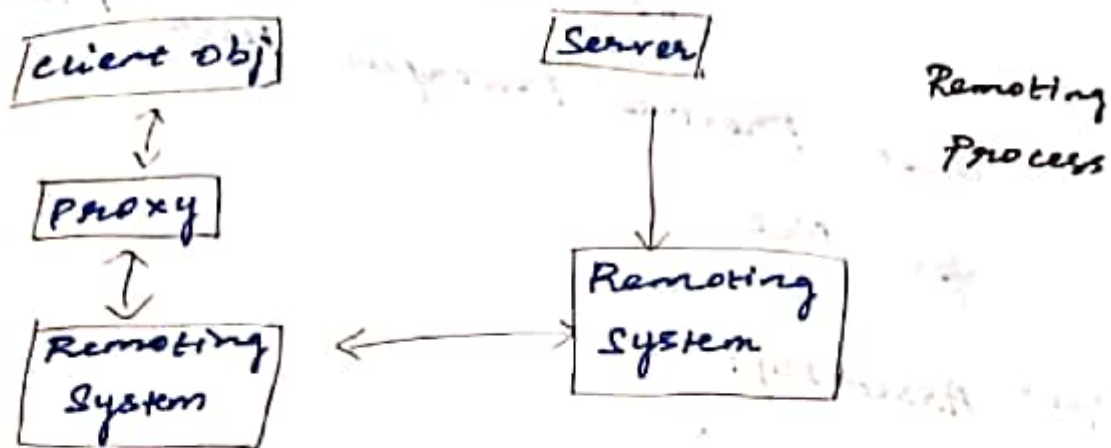 Client Obj
Server
Remoting
Process
Proxy
Remoting
System
Remoting
System